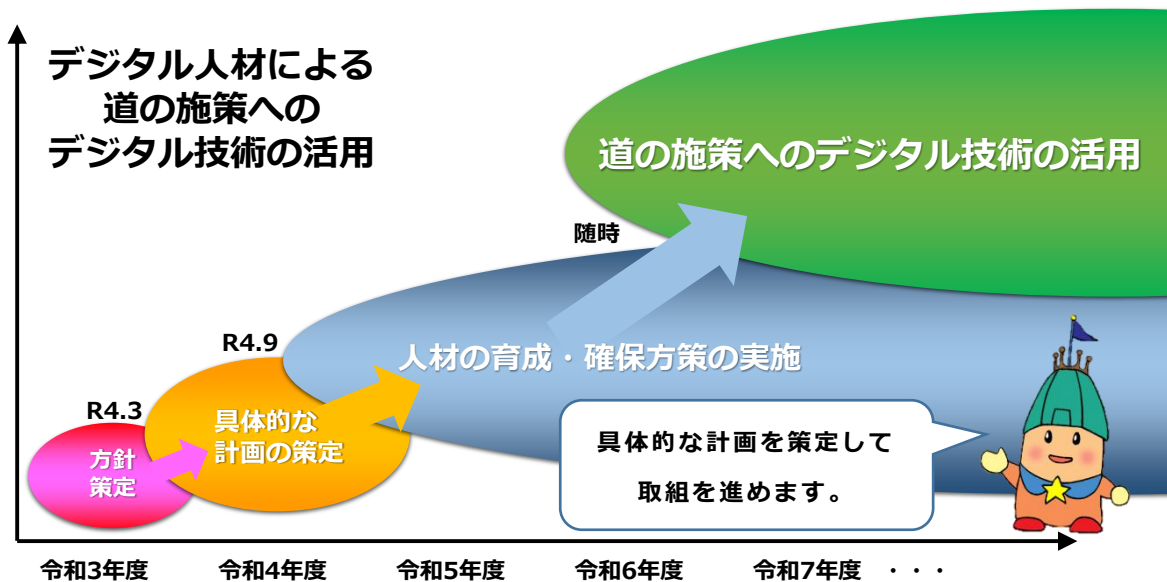 デジタル人材による
道の施策への
デジタル技術の活用
道の施策へのデジタル技術の活用
随時
R4.9
人材の育成・確保方策の実施
R4.3
具体的な
計画の策定
方針
策定
具体的な計画を策定して
取組を進めます。
令和3年度 令和4年度 令和5年度 令和6年度 令和7年度 ・・・